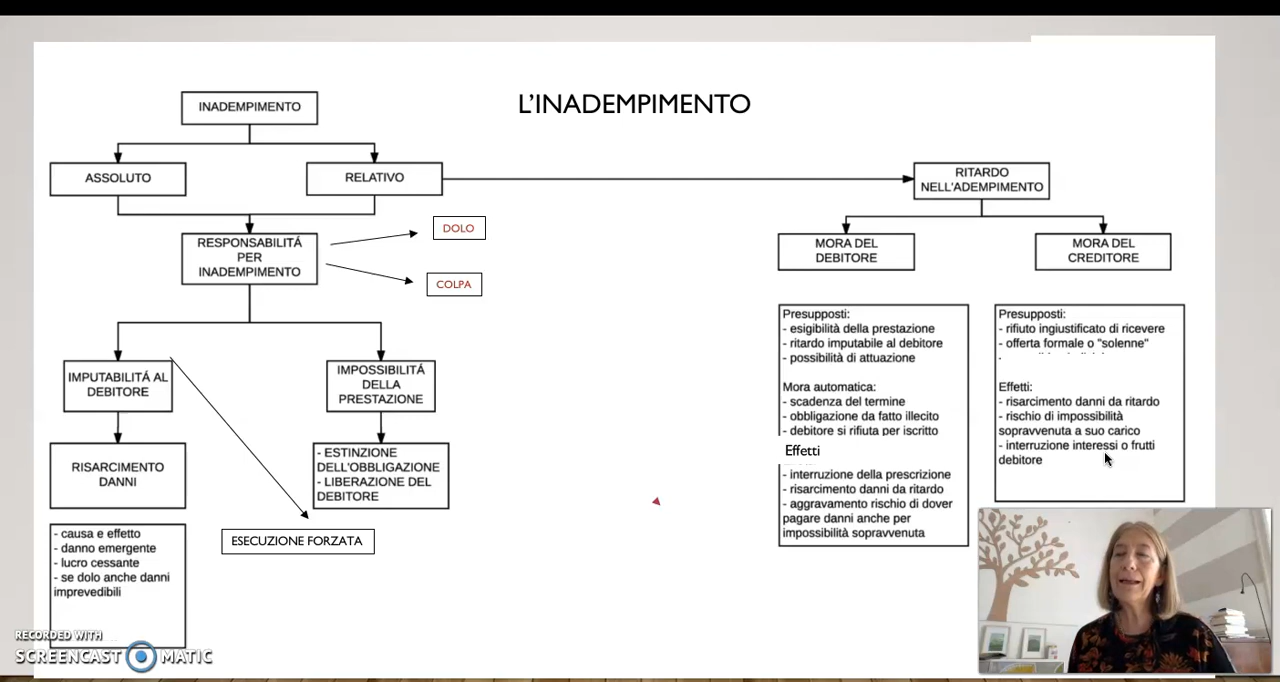 L'INADEMPIMENTO
INADEMPIMENTO
ASSOLUTO
RELATIVO
RITARDO
NELL'ADEMPIMENTO
RESPONSABILITÁ
PER
INADEMPIMENTO
DOLO
COLPA
MORA DEL
DEBITORE
MORA DEL
CREDITORE
IMPUTABILITÁ AL
DEBITORE
IMPOSSIBILITÁ
DELLA
PRESTAZIONE
RISARCIMENTO
DANNI
- ESTINZIONE
DELL'OBBLIGAZIONE
- LIBERAZIONE DEL
DEBITORE
ESECUZIONE FORZATA
- causa e effetto
- danno emergente
- lucro cessante
- se dolo anche danni
imprevedibili
Presupposti:
- esigibilità della prestazione
- ritardo imputabile al debitore
- possibilità di attuazione
Mora automatica:
- scadenza del termine
- obbligazione da fatto illecito
- debitore si rifiuta per iscritto
Effetti
- interruzione della prescrizione
- risarcimento danni da ritardo
- aggravamento rischio di dover
pagare danni anche per
impossibilità sopravvenuta
Presupposti:
- rifiuto ingiustificato di ricevere
- offerta formale o "solenne"
Effetti:
- risarcimento danni da ritardo
- rischio di impossibilità
sopravvenuta a suo carico
- interruzione interessi o frutti
debitore
RECORDED WITH
SCREENCAST MATIC